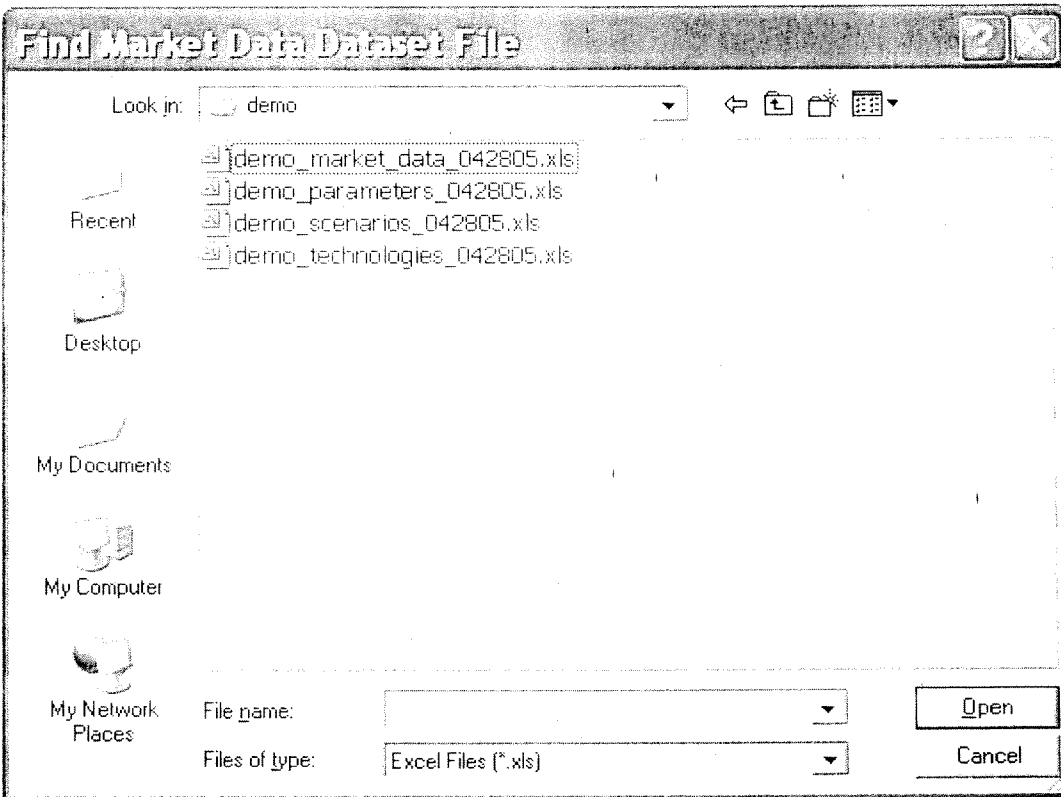 Find Market Data Dataset File
Look in: demo
demo_market_data_042805.xls
demo_parameters_042805.xls
demo_scenarios_042805.xls
demo_technologies_042805.xls
Recent
Desktop
My Documents
My Computer
My Network
Places
File name:
Open
Files of type: Excel Files (*.xls)
Cancel